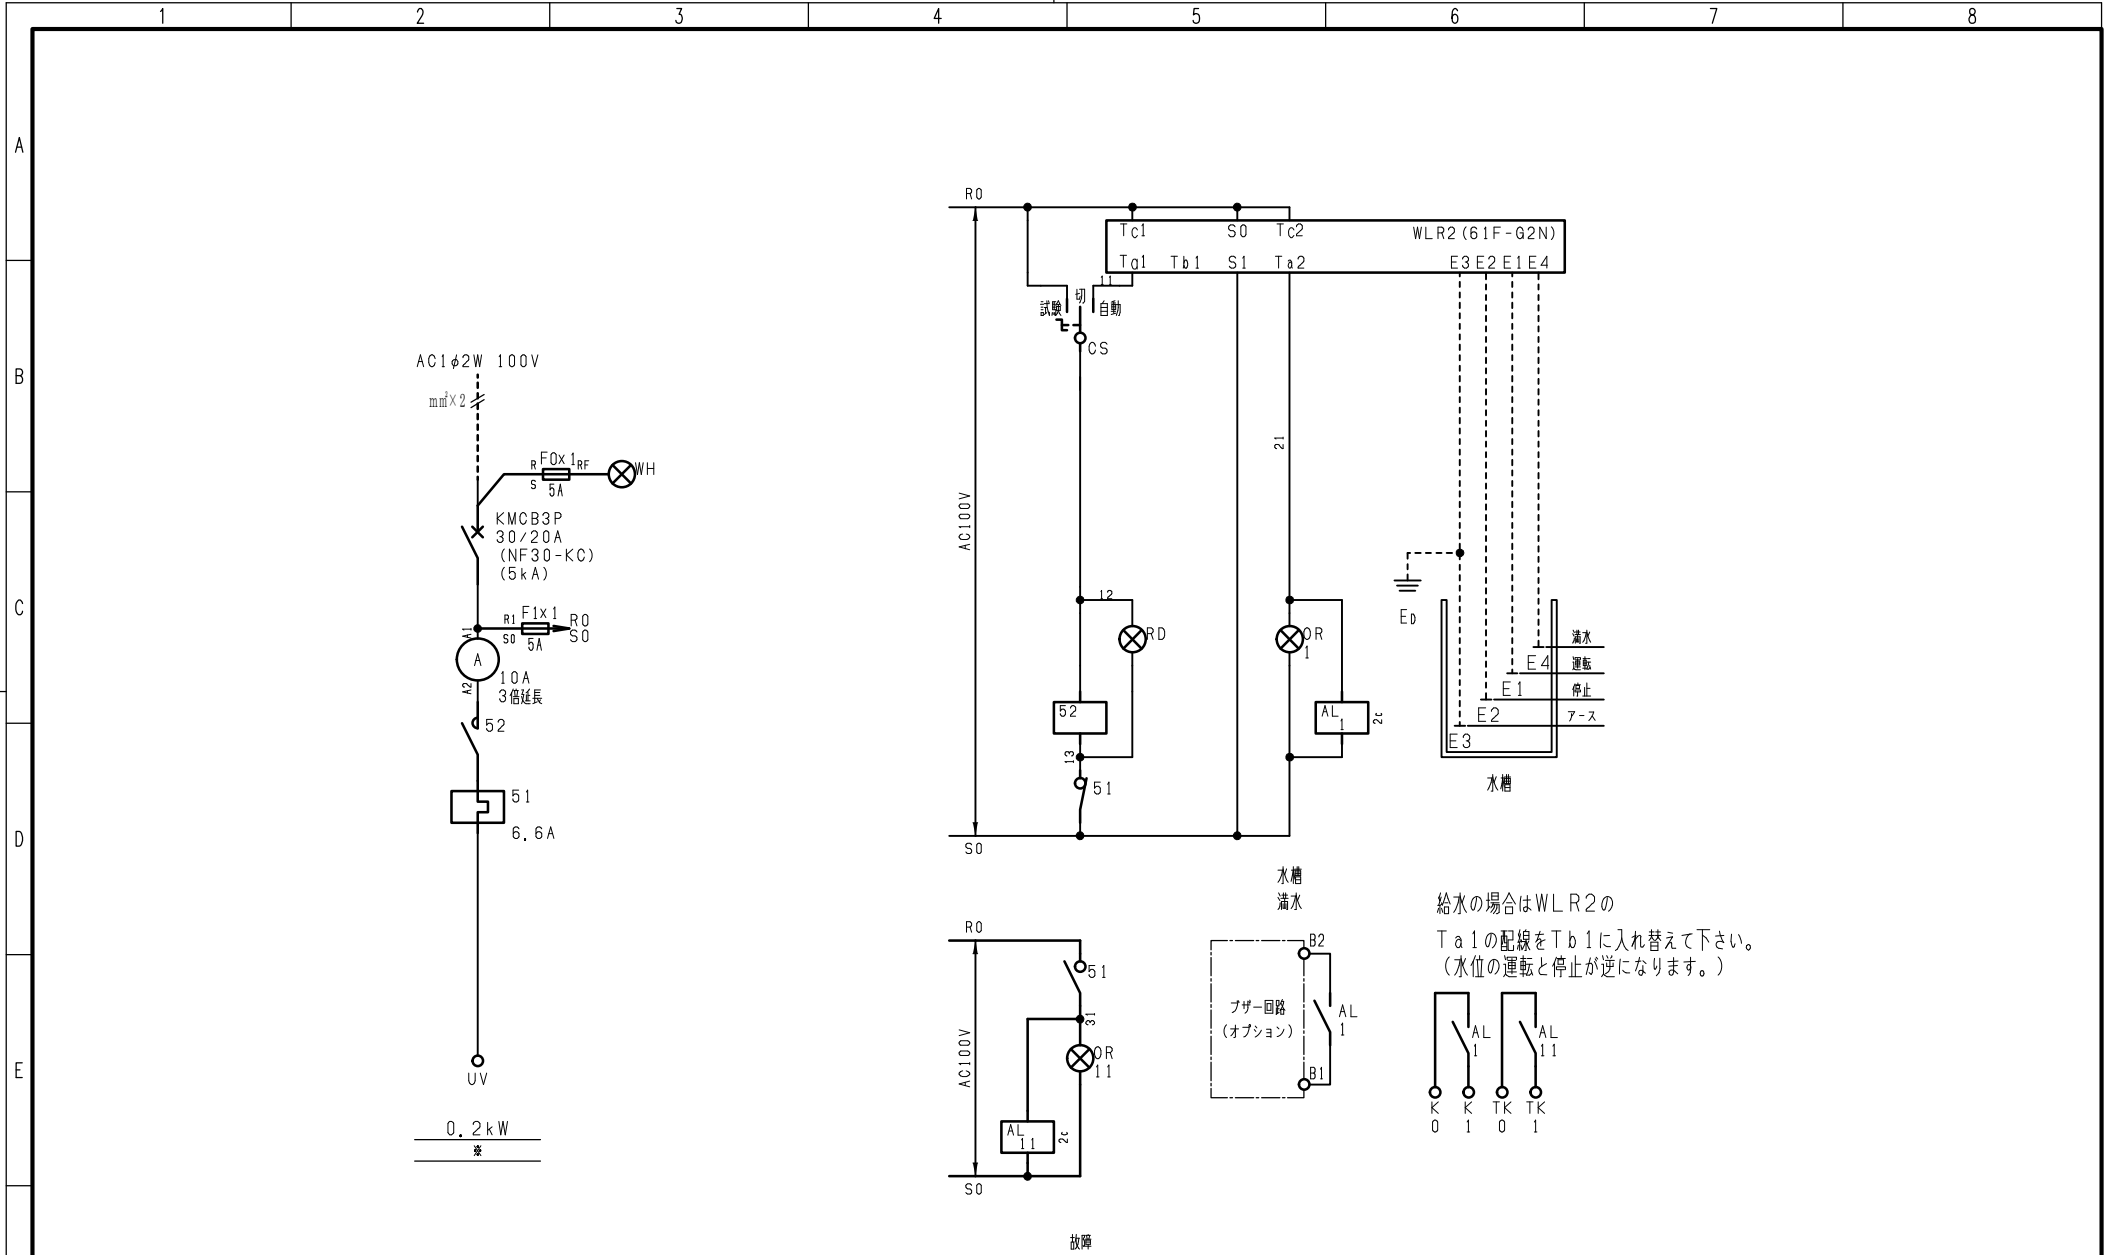 1 2 3 4 5 6 7 8
A
B
C
D
E
AC1φ2W 100V
mm²×2
R F0x1 RF
S 5A
WH
KMCB3P
30/20A
(NF30-KC)
(5kA)
A1
R1 F1x1 R0
S0 5A S0
A
A2
10A
3倍延長
52
51
6.6A
UV
0.2kW
※
R0
Tc1 S0 Tc2 WLR2(61F-G2N)
Ta1 Tb1 S1 Ta2 E3 E2 E1 E4
11
試験 切 自動
CS
21
AC100V
12
RD
OR
1
52
AL
1
2c
13
51
S0
ED
満水
E4 運転
E1 停止
E2 アース
E3
水槽
水槽
満水
R0
51
31
AC100V
OR
11
AL
11
2c
S0
故障
B2
ブザー回路
(オプション)
AL
1
B1
給水の場合はWLR2の
Ta1の配線をTb1に入れ替えて下さい。
(水位の運転と停止が逆になります。)
AL AL
1 11
K K TK TK
0 1 0 1